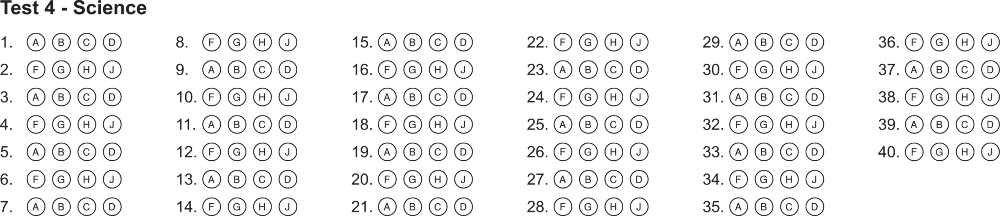 Test 4 - Science
1. A B C D
2. F G H J
3. A B C D
4. F G H J
5. A B C D
6. F G H J
7. A B C D
8. F G H J
9. A B C D
10. F G H J
11. A B C D
12. F G H J
13. A B C D
14. F G H J
15. A B C D
16. F G H J
17. A B C D
18. F G H J
19. A B C D
20. F G H J
21. A B C D
22. F G H J
23. A B C D
24. F G H J
25. A B C D
26. F G H J
27. A B C D
28. F G H J
29. A B C D
30. F G H J
31. A B C D
32. F G H J
33. A B C D
34. F G H J
35. A B C D
36. F G H J
37. A B C D
38. F G H J
39. A B C D
40. F G H J